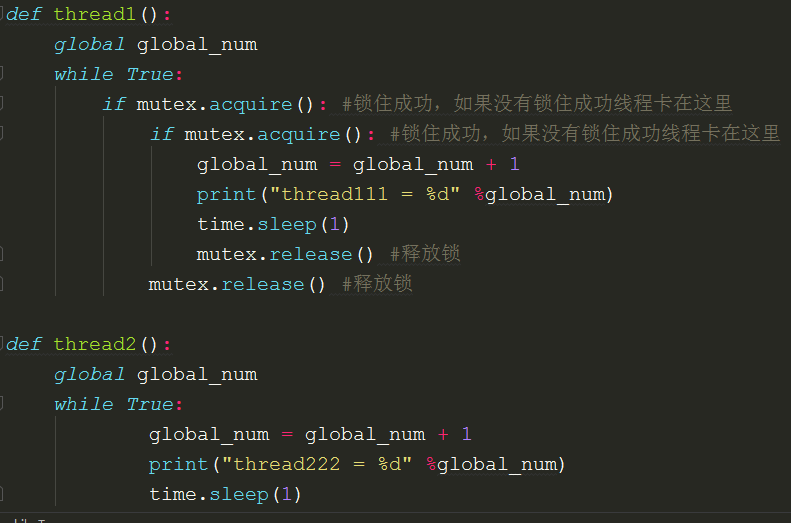 def thread1():
    global global_num
    while True:
        if mutex.acquire(): #锁住成功，如果没有锁住成功线程卡在这里
            if mutex.acquire(): #锁住成功，如果没有锁住成功线程卡在这里
                global_num = global_num + 1
                print("thread111 = %d" %global_num)
                time.sleep(1)
                mutex.release() #释放锁
            mutex.release() #释放锁

def thread2():
    global global_num
    while True:
            global_num = global_num + 1
            print("thread222 = %d" %global_num)
            time.sleep(1)